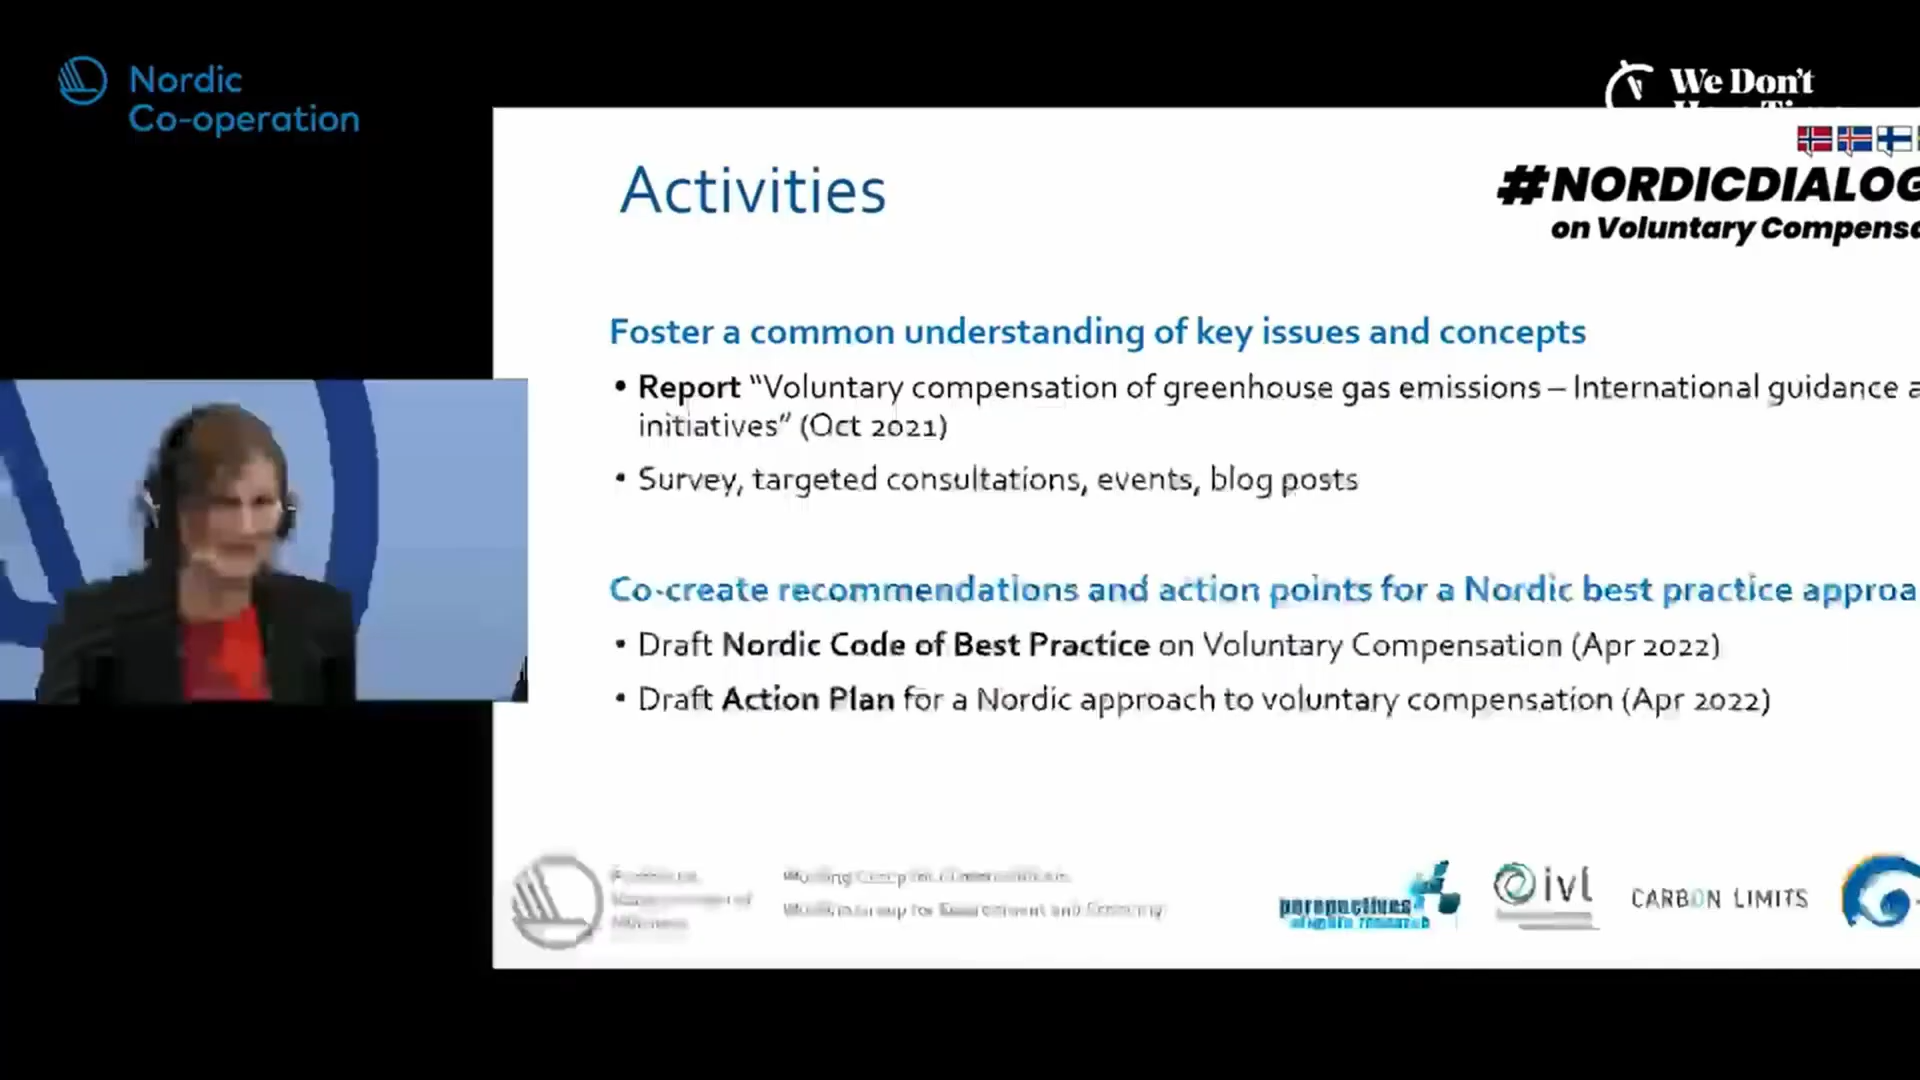 Nordic
Co-operation
We Don't
#NORDICDIALOG
on Voluntary Compensa
Activities
Foster a common understanding of key issues and concepts
• Report “Voluntary compensation of greenhouse gas emissions – International guidance a
initiatives” (Oct 2021)
• Survey, targeted consultations, events, blog posts
Co-create recommendations and action points for a Nordic best practice approa
• Draft Nordic Code of Best Practice on Voluntary Compensation (Apr 2022)
• Draft Action Plan for a Nordic approach to voluntary compensation (Apr 2022)
perspectives
ivl
CARBON LIMITS